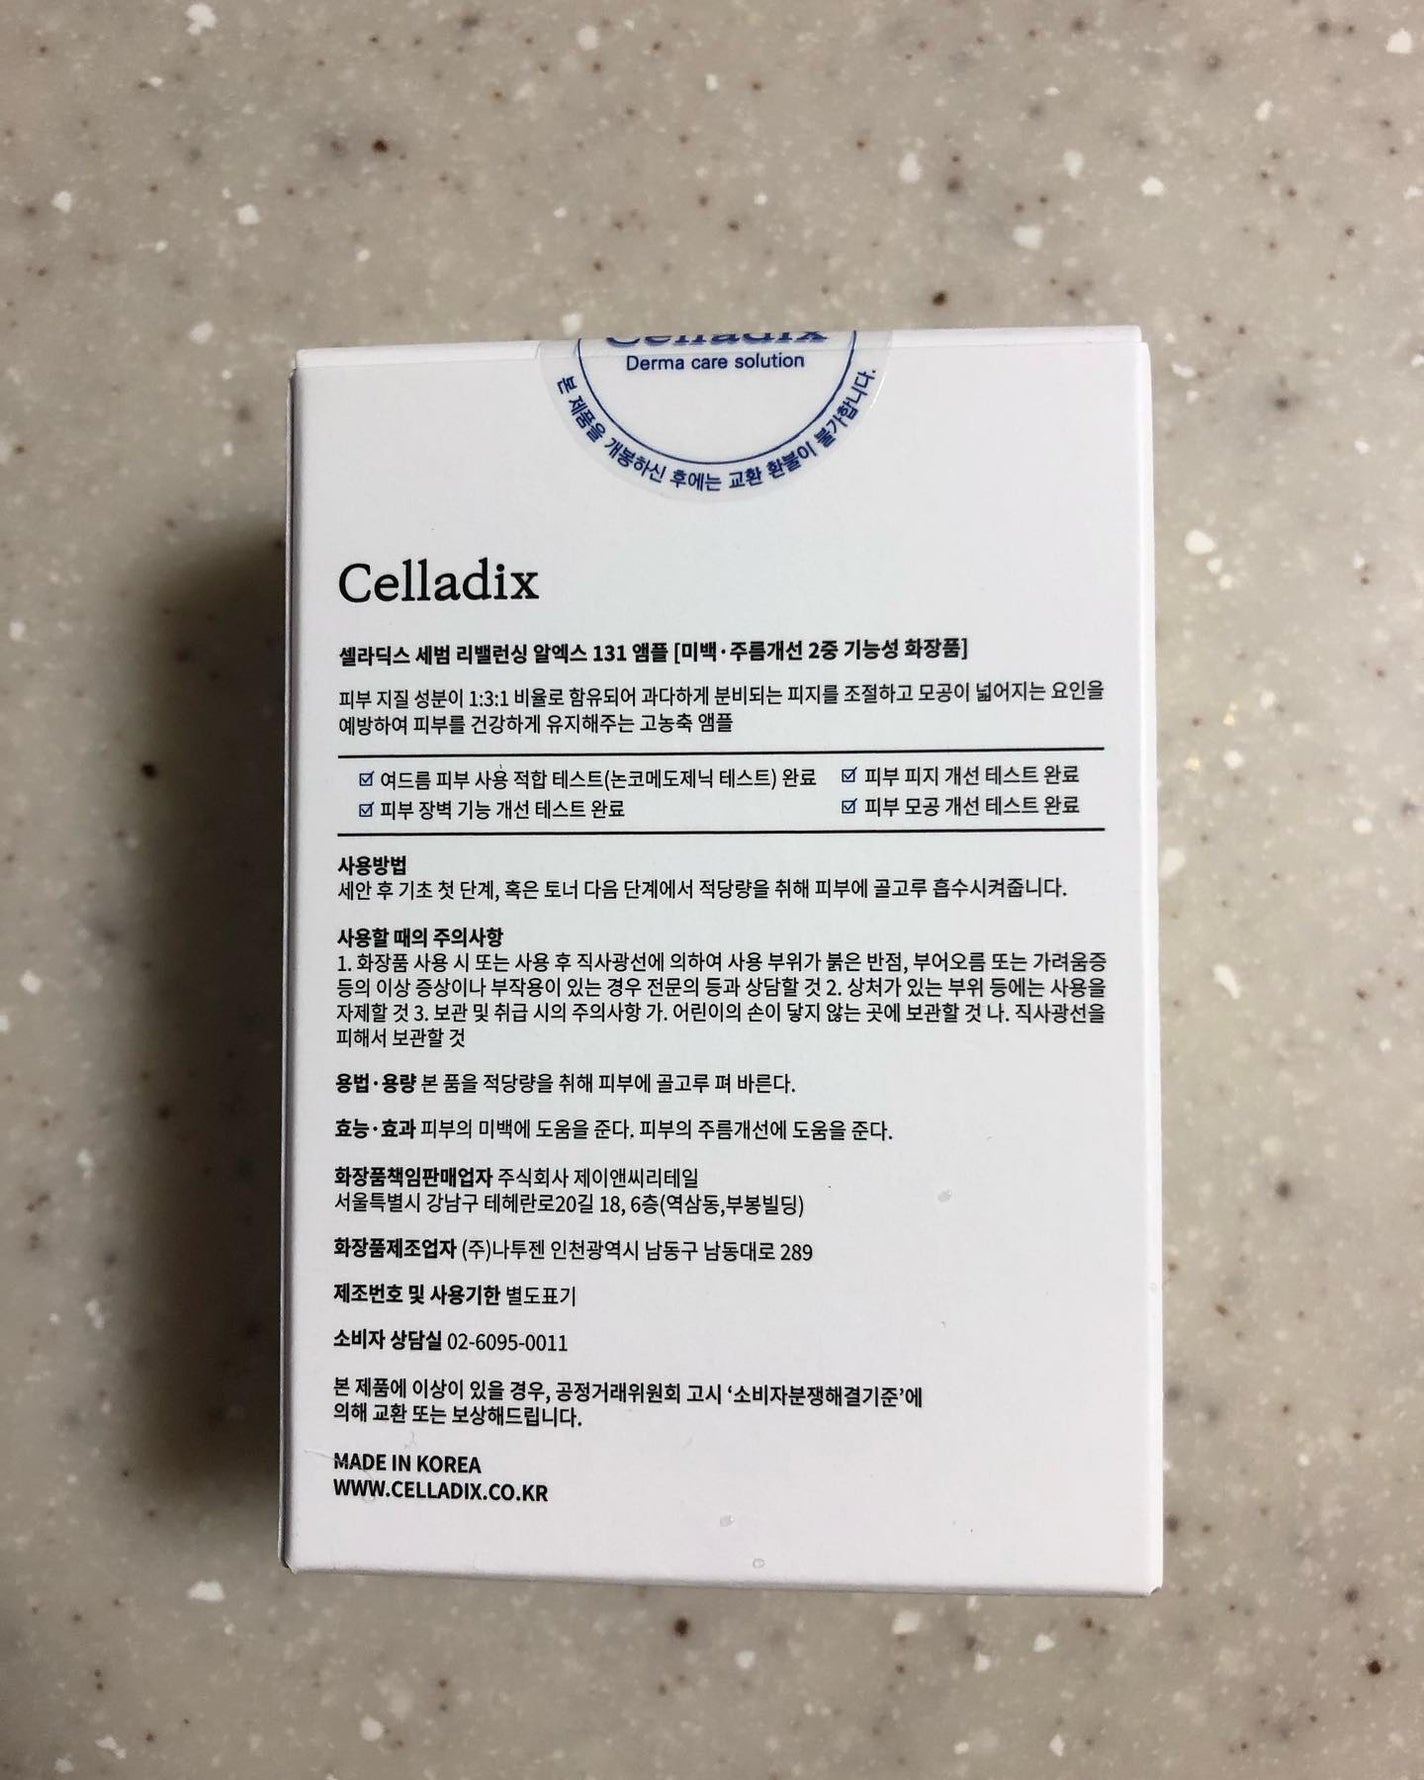 Celladix
Derma care solution
본 제품을 개봉하신 후에는 교환 환불이 불가합니다.
Celladix
셀라딕스 세범 리밸런싱 알엑스 131 앰플 [미백·주름개선 2중 기능성 화장품]
피부 지질 성분이 1:3:1 비율로 함유되어 과다하게 분비되는 피지를 조절하고 모공이 넓어지는 요인을
예방하여 피부를 건강하게 유지해주는 고농축 앰플
☑ 여드름 피부 사용 적합 테스트(논코메도제닉 테스트) 완료 ☑ 피부 피지 개선 테스트 완료
☑ 피부 장벽 기능 개선 테스트 완료 ☑ 피부 모공 개선 테스트 완료
사용방법
세안 후 기초 첫 단계, 혹은 토너 다음 단계에서 적당량을 취해 피부에 골고루 흡수시켜줍니다.
사용할 때의 주의사항
1. 화장품 사용 시 또는 사용 후 직사광선에 의하여 사용 부위가 붉은 반점, 부어오름 또는 가려움증
등의 이상 증상이나 부작용이 있는 경우 전문의 등과 상담할 것 2. 상처가 있는 부위 등에는 사용을
자제할 것 3. 보관 및 취급 시의 주의사항 가. 어린이의 손이 닿지 않는 곳에 보관할 것 나. 직사광선을
피해서 보관할 것
용법·용량 본 품을 적당량을 취해 피부에 골고루 펴 바른다.
효능·효과 피부의 미백에 도움을 준다. 피부의 주름개선에 도움을 준다.
화장품책임판매업자 주식회사 제이앤씨리테일
서울특별시 강남구 테헤란로20길 18, 6층(역삼동,부봉빌딩)
화장품제조업자 (주)나투젠 인천광역시 남동구 남동대로 289
제조번호 및 사용기한 별도표기
소비자 상담실 02-6095-0011
본 제품에 이상이 있을 경우, 공정거래위원회 고시 ‘소비자분쟁해결기준’에
의해 교환 또는 보상해드립니다.
MADE IN KOREA
WWW.CELLADIX.CO.KR